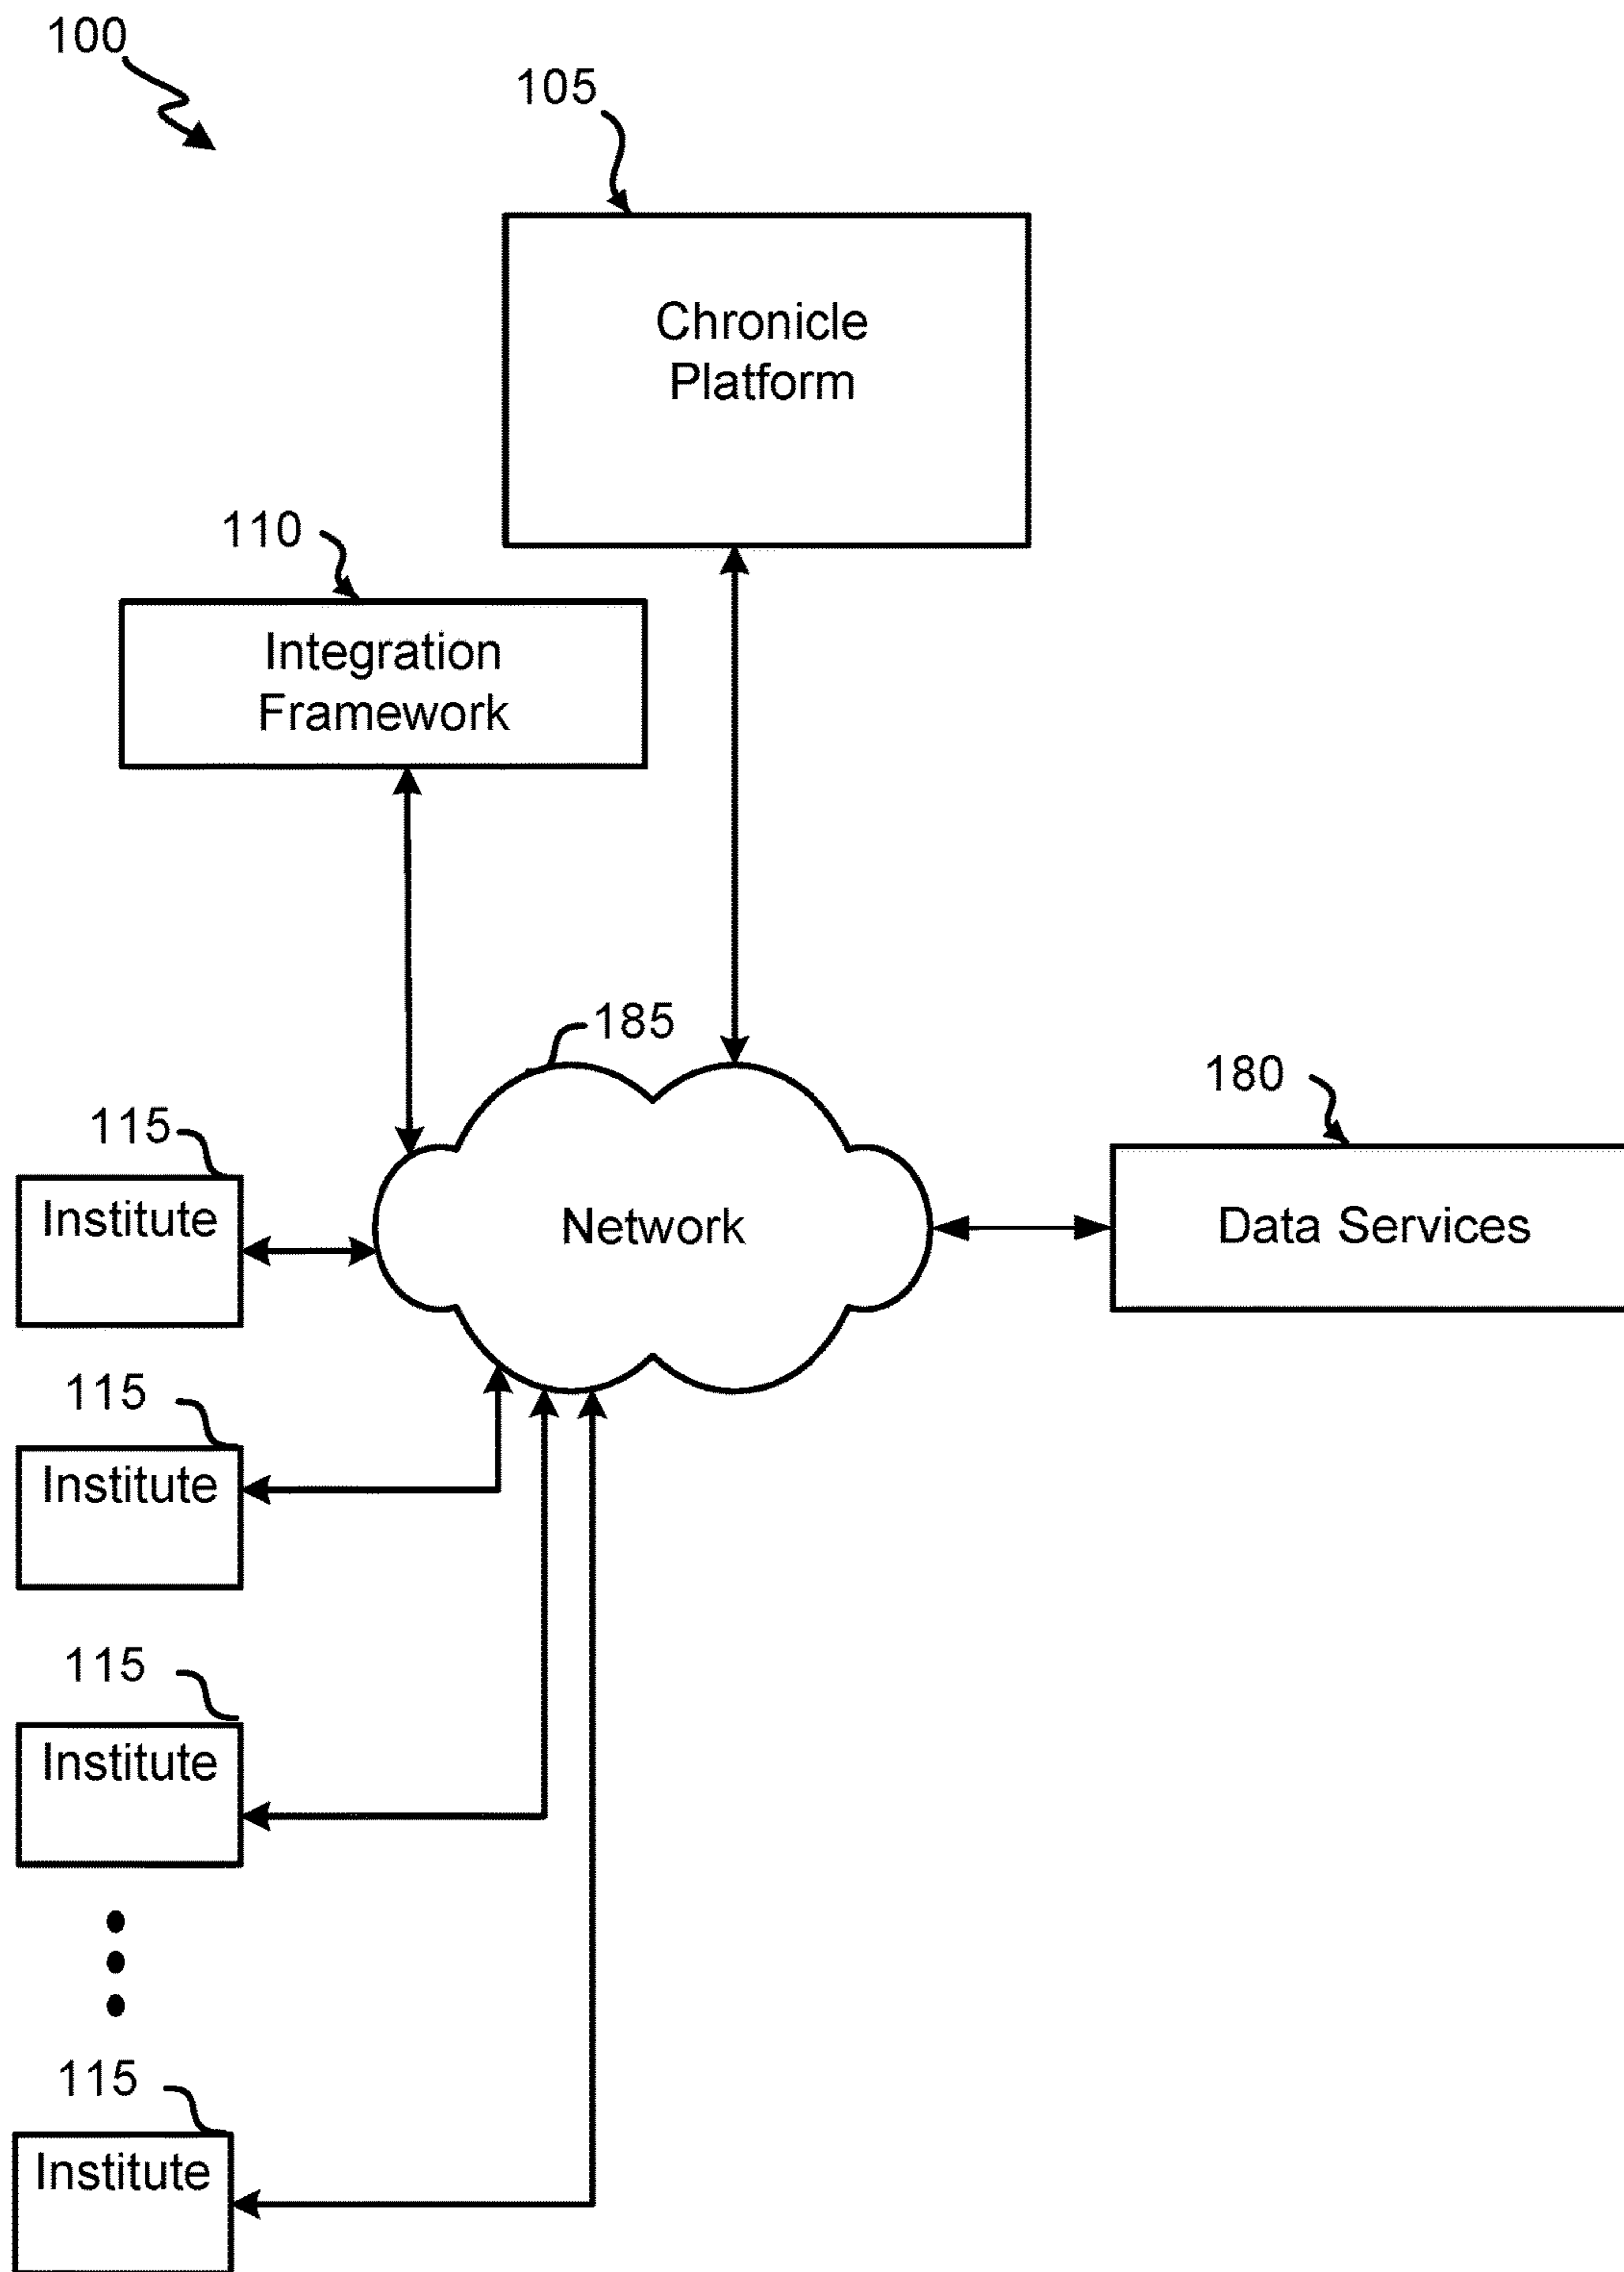 100
105
Chronicle
Platform
110
Integration
Framework
185
180
115
Institute
Network
Data Services
115
Institute
115
Institute
115
Institute